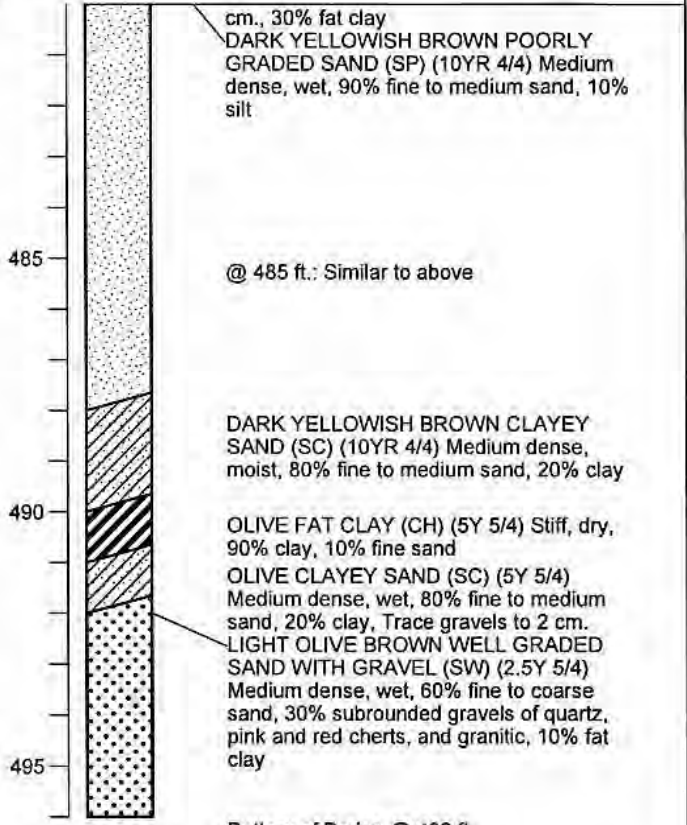 cm., 30% fat clay
DARK YELLOWISH BROWN POORLY
GRADED SAND (SP) (10YR 4/4) Medium
dense, wet, 90% fine to medium sand, 10%
silt
485
@ 485 ft.: Similar to above
DARK YELLOWISH BROWN CLAYEY
SAND (SC) (10YR 4/4) Medium dense,
moist, 80% fine to medium sand, 20% clay
490
OLIVE FAT CLAY (CH) (5Y 5/4) Stiff, dry,
90% clay, 10% fine sand
OLIVE CLAYEY SAND (SC) (5Y 5/4)
Medium dense, wet, 80% fine to medium
sand, 20% clay, Trace gravels to 2 cm.
LIGHT OLIVE BROWN WELL GRADED
SAND WITH GRAVEL (SW) (2.5Y 5/4)
Medium dense, wet, 60% fine to coarse
sand, 30% subrounded gravels of quartz,
pink and red cherts, and granitic, 10% fat
clay
495